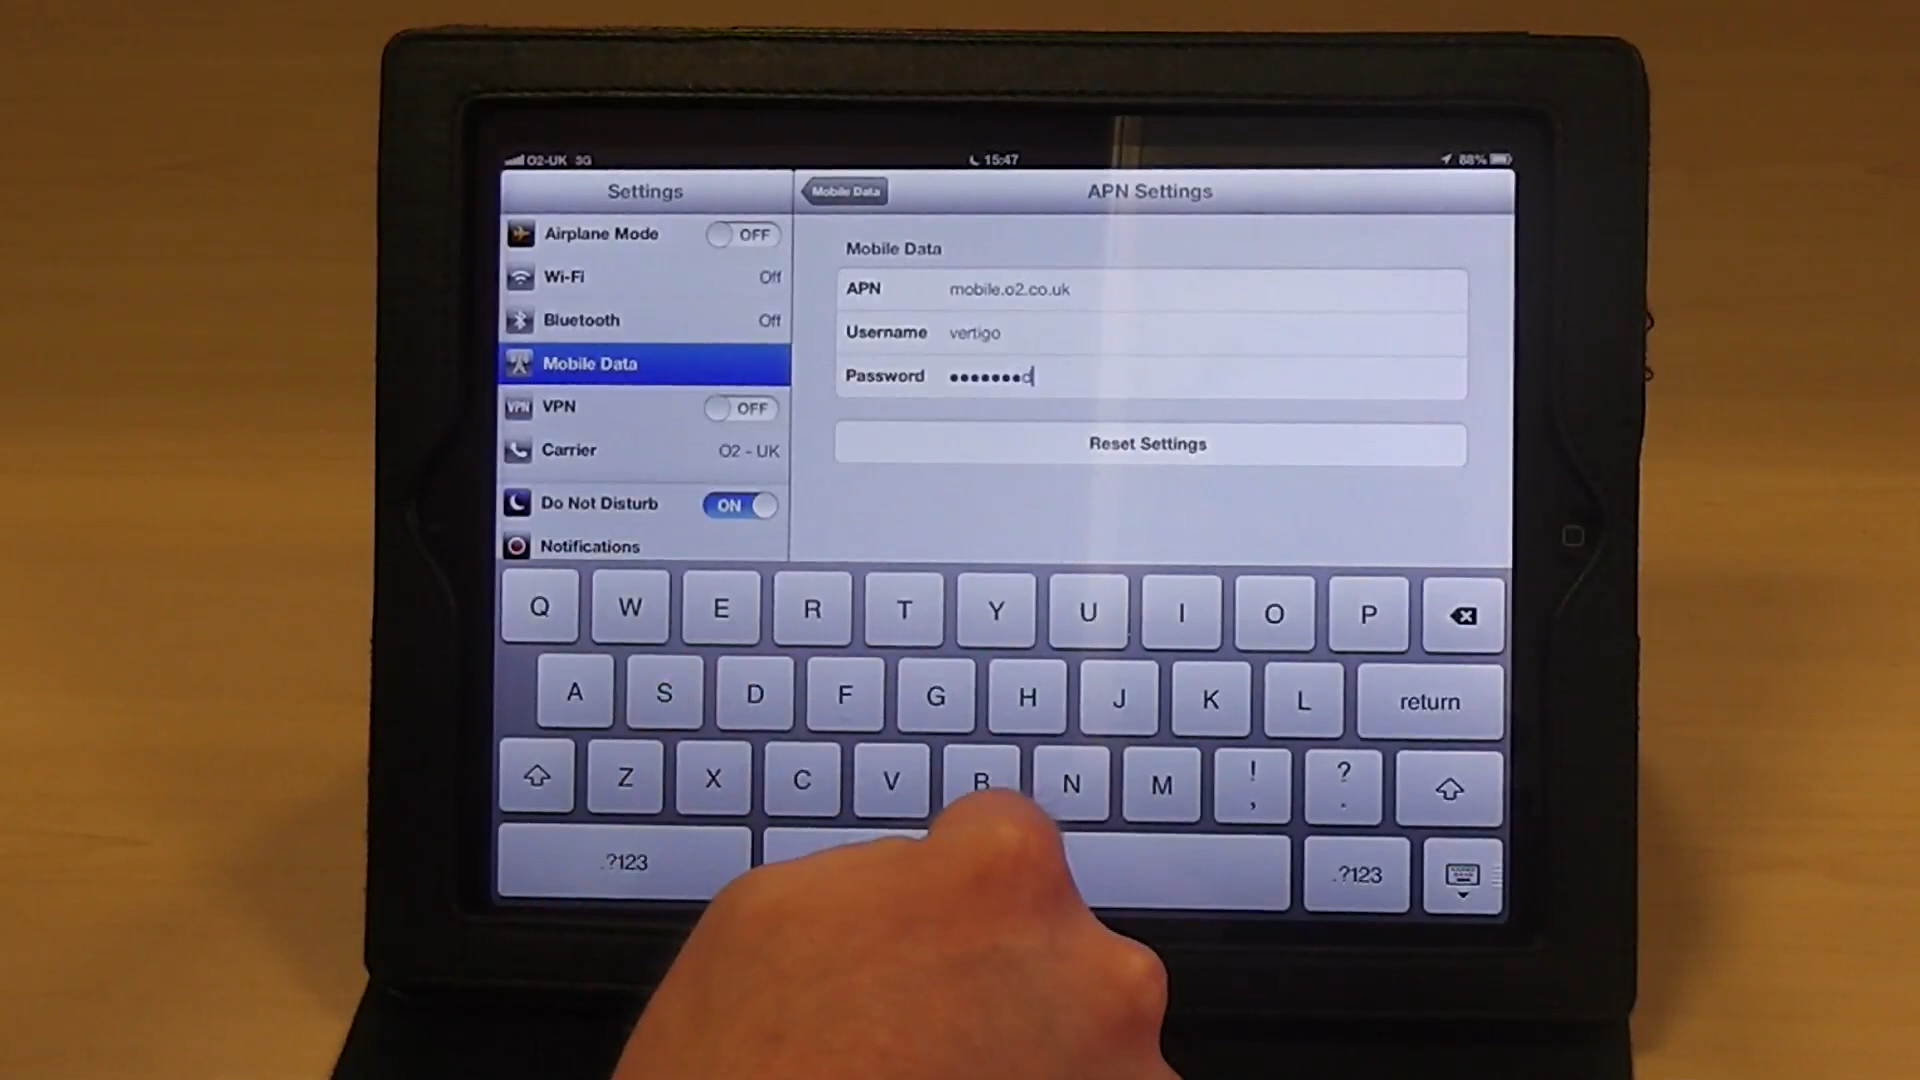 O2-UK 3G 15:47 88%
Settings
Mobile Data
APN Settings
Airplane Mode OFF
Wi-Fi Off
Bluetooth Off
Mobile Data
VPN VPN OFF
Carrier O2 - UK
Do Not Disturb ON
Notifications
Mobile Data
APN mobile.o2.co.uk
Username vertigo
Password •••••••d
Reset Settings
Q W E R T Y U I O P
A S D F G H J K L return
Z X C V B N M ! , ? .
.?123 .?123